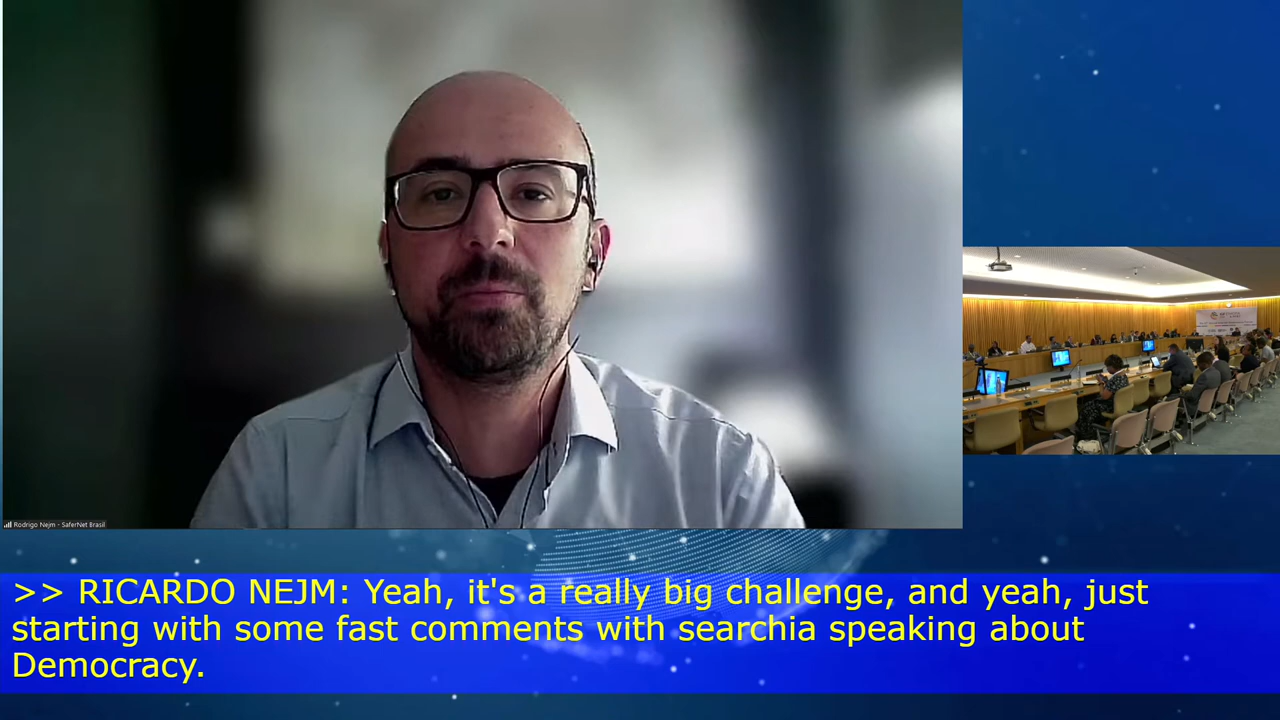 Rodrigo Nejm - SaferNet Brasil
>> RICARDO NEJM: Yeah, it's a really big challenge, and yeah, just
starting with some fast comments with searchia speaking about
Democracy.